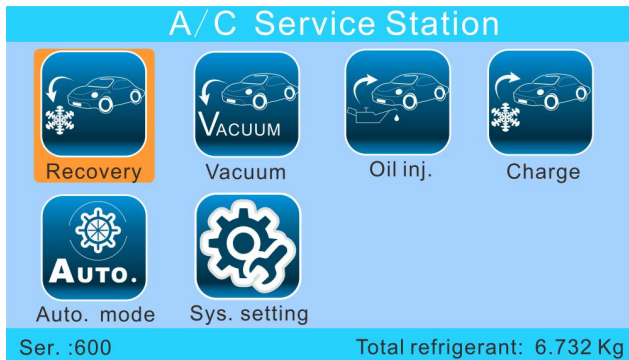 A/C Service Station
VACUUM
Recovery
Vacuum
Oil inj.
Charge
AUTO.
Auto. mode
Sys. setting
Ser. :600
Total refrigerant: 6.732 Kg